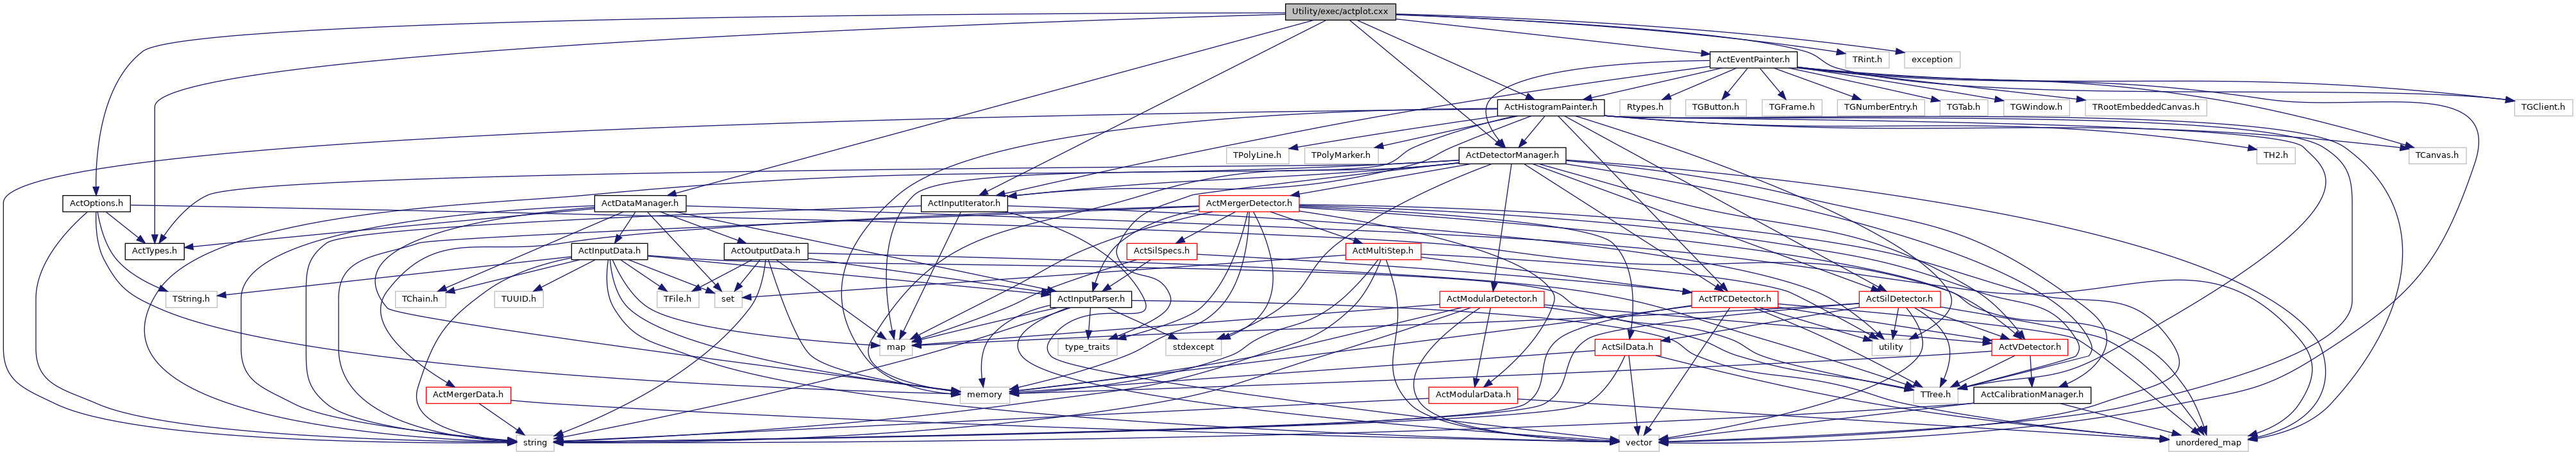 Utility/exec/actplot.cxx
ActEventPainter.h
TRint.h
exception
ActHistogramPainter.h
Rtypes.h
TGButton.h
TGFrame.h
TGNumberEntry.h
TGTab.h
TGWindow.h
TRootEmbeddedCanvas.h
TGClient.h
TPolyLine.h
TPolyMarker.h
ActDetectorManager.h
TH2.h
TCanvas.h
ActOptions.h
ActDataManager.h
ActInputIterator.h
ActMergerDetector.h
ActTypes.h
ActInputData.h
ActOutputData.h
ActSilSpecs.h
ActMultiStep.h
TString.h
TChain.h
TUUID.h
TFile.h
set
ActInputParser.h
ActModularDetector.h
ActTPCDetector.h
ActSilDetector.h
map
type_traits
stdexcept
ActSilData.h
utility
ActVDetector.h
ActMergerData.h
memory
ActModularData.h
TTree.h
ActCalibrationManager.h
string
vector
unordered_map